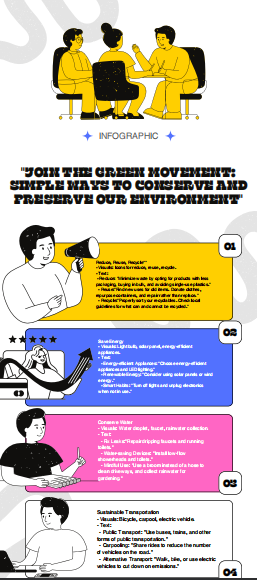 INFOGRAPHIC
"JOIN THE GREEN MOVEMENT:
SIMPLE WAYS TO CONSERVE AND
PRESERVE OUR ENVIRONMENT"
01
Reduce, Reuse, Recycle**
- Visuals: Icons for reduce, reuse, recycle.
- Text:
- Reduce: "Minimize waste by opting for products with less
packaging, buying in bulk, and avoiding single-use plastics."
- Reuse: "Find new uses for old items. Donate clothes,
repurpose containers, and repair rather than replace."
- Recycle: "Properly sort your recyclables. Check local
guidelines for what can and cannot be recycled."
02
Save Energy
- Visuals: Light bulb, solar panel, energy-efficient
appliances.
- Text:
- Energy-Efficient Appliances: "Choose energy-efficient
appliances and LED lighting."
- Renewable Energy: "Consider using solar panels or wind
energy."
- Smart Habits: "Turn off lights and unplug electronics
when not in use."
Conserve Water
- Visuals: Water droplet, faucet, rainwater collection
- Text:
- Fix Leaks: "Repair dripping faucets and running
toilets."
- Water-Saving Devices: "Install low-flow
showerheads and toilets."
- Mindful Use: "Use a broom instead of a hose to
clean driveways, and collect rainwater for
gardening."
03
Sustainable Transportation
- Visuals: Bicycle, carpool, electric vehicle.
- Text:
- Public Transport: "Use buses, trains, and other
forms of public transportation."
- Carpooling: "Share rides to reduce the number
of vehicles on the road."
- Alternative Transport: "Walk, bike, or use electric
vehicles to cut down on emissions."
04